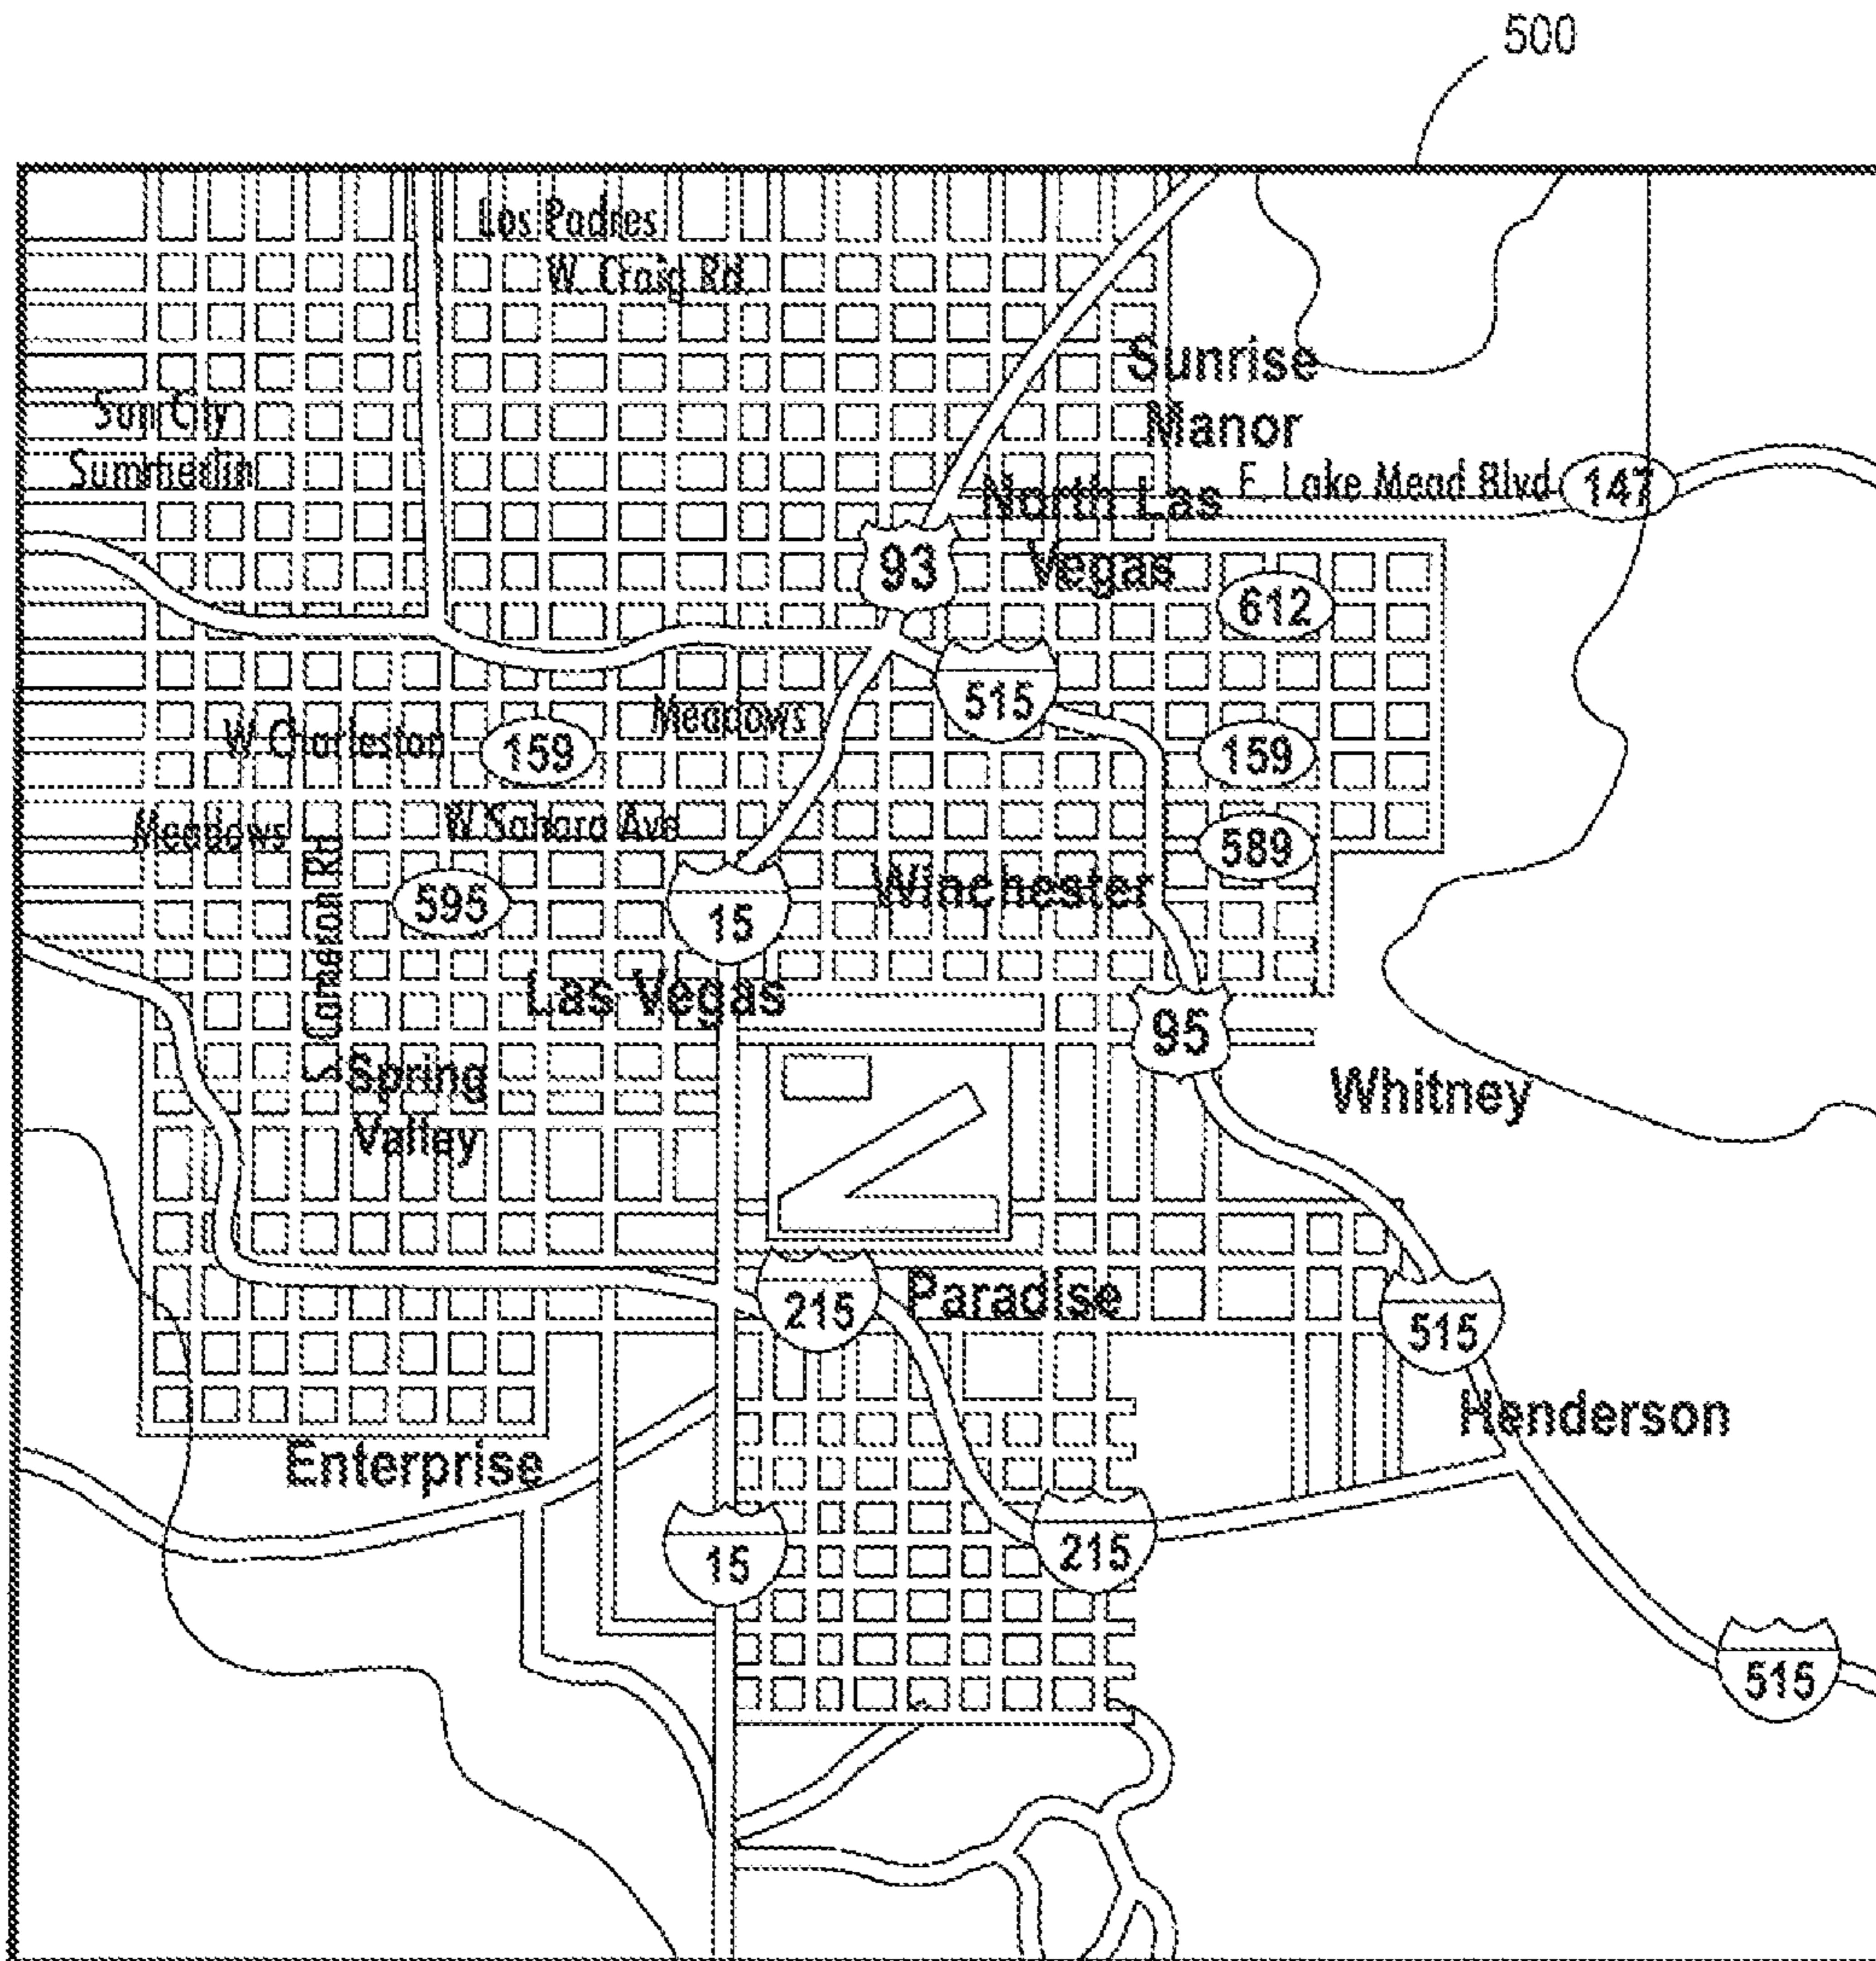 500
Los Padres
W. Craig Rd
Sunrise
Manor
Sun City
Summerlin
E. Lake Mead Blvd
147
North Las
Vegas
93
612
515
W Charleston
159
Meadows
159
Meadows
W Sahara Ave
589
S. Cameron Rd
595
15
Winchester
Las Vegas
95
Spring
Valley
Whitney
215
Paradise
515
Henderson
Enterprise
15
215
515